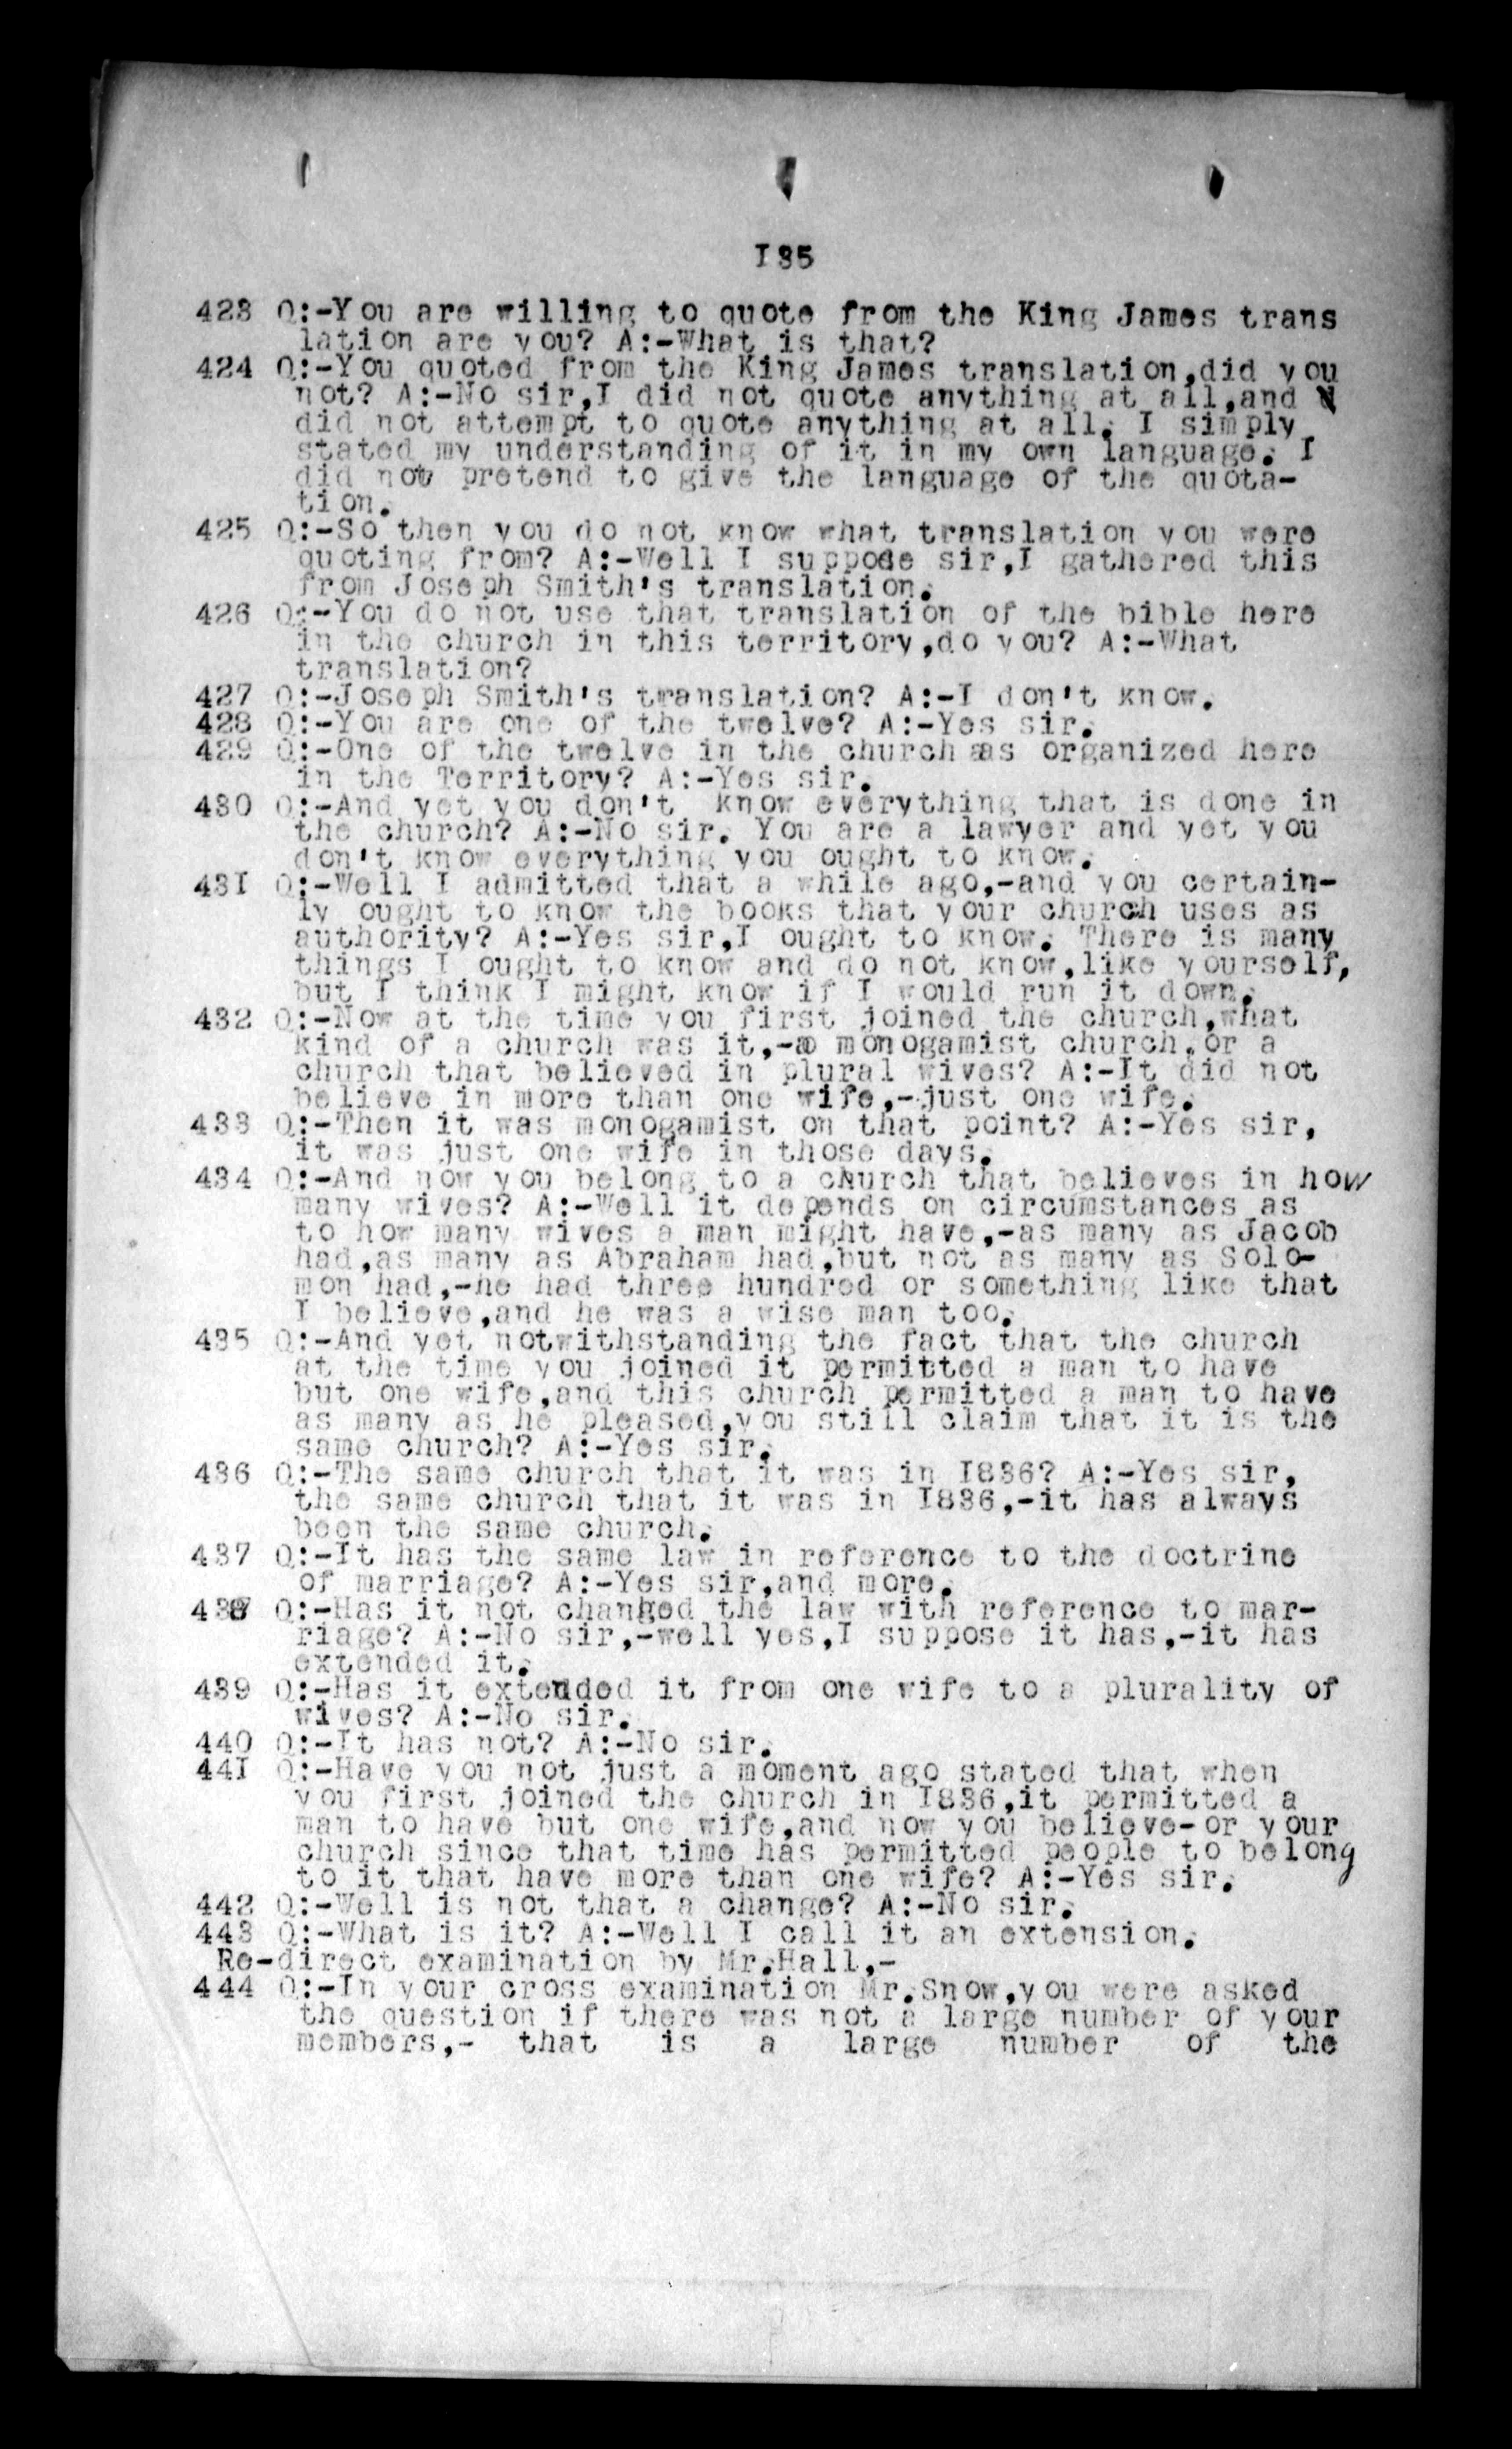 135
423 Q:-You are willing to quote from the King James trans
lation are you? A:-What is that?
424 Q:-You quoted from the King James translation,did you
not? A:-No sir,I did not quote anything at all,and I
did not attempt to quote anything at all. I simply
stated my understanding of it in my own language. I
did not pretend to give the language of the quota-
tion.
425 Q:-So then you do not know what translation you were
quoting from? A:-Well I suppose sir,I gathered this
from Joseph Smith's translation.
426 Q:-You do not use that translation of the bible here
in the church in this territory,do you? A:-What
translation?
427 Q:-Joseph Smith's translation? A:-I don't know.
428 Q:-You are one of the twelve? A:-Yes sir.
429 Q:-One of the twelve in the church as organized here
in the Territory? A:-Yes sir.
430 Q:-And yet you don't know everything that is done in
the church? A:-No sir. You are a lawyer and yet you
don't know everything you ought to know.
431 Q:-Well I admitted that a while ago,-and you certain-
ly ought to know the books that your church uses as
authority? A:-Yes sir,I ought to know. There is many
things I ought to know and do not know,like yourself,
but I think I might know if I would run it down.
432 Q:-Now at the time you first joined the church,what
kind of a church was it,-a monogamist church,or a
church that believed in plural wives? A:-It did not
believe in more than one wife,-just one wife.
433 Q:-Then it was monogamist on that point? A:-Yes sir,
it was just one wife in those days.
434 Q:-And now you belong to a church that believes in how
many wives? A:-Well it depends on circumstances as
to how many wives a man might have,-as many as Jacob
had,as many as Abraham had,but not as many as Solo-
mon had,-he had three hundred or something like that
I believe,and he was a wise man too.
435 Q:-And yet notwithstanding the fact that the church
at the time you joined it permitted a man to have
but one wife,and this church permitted a man to have
as many as he pleased,you still claim that it is the
same church? A:-Yes sir.
436 Q:-The same church that it was in 1836? A:-Yes sir,
the same church that it was in 1836,-it has always
been the same church.
437 Q:-It has the same law in reference to the doctrine
of marriage? A:-Yes sir,and more.
438 Q:-Has it not changed the law with reference to mar-
riage? A:-No sir,-well yes,I suppose it has,-it has
extended it.
439 Q:-Has it extended it from one wife to a plurality of
wives? A:-No sir.
440 Q:-It has not? A:-No sir.
441 Q:-Have you not just a moment ago stated that when
you first joined the church in 1836,it permitted a
man to have but one wife,and now you believe-or your
church since that time has permitted people to belong
to it that have more than one wife? A:-Yes sir.
442 Q:-Well is not that a change? A:-No sir.
443 Q:-What is it? A:-Well I call it an extension.
Re-direct examination by Mr.Hall,-
444 Q:-In your cross examination Mr.Snow,you were asked
the question if there was not a large number of your
members,- that is a large number of the